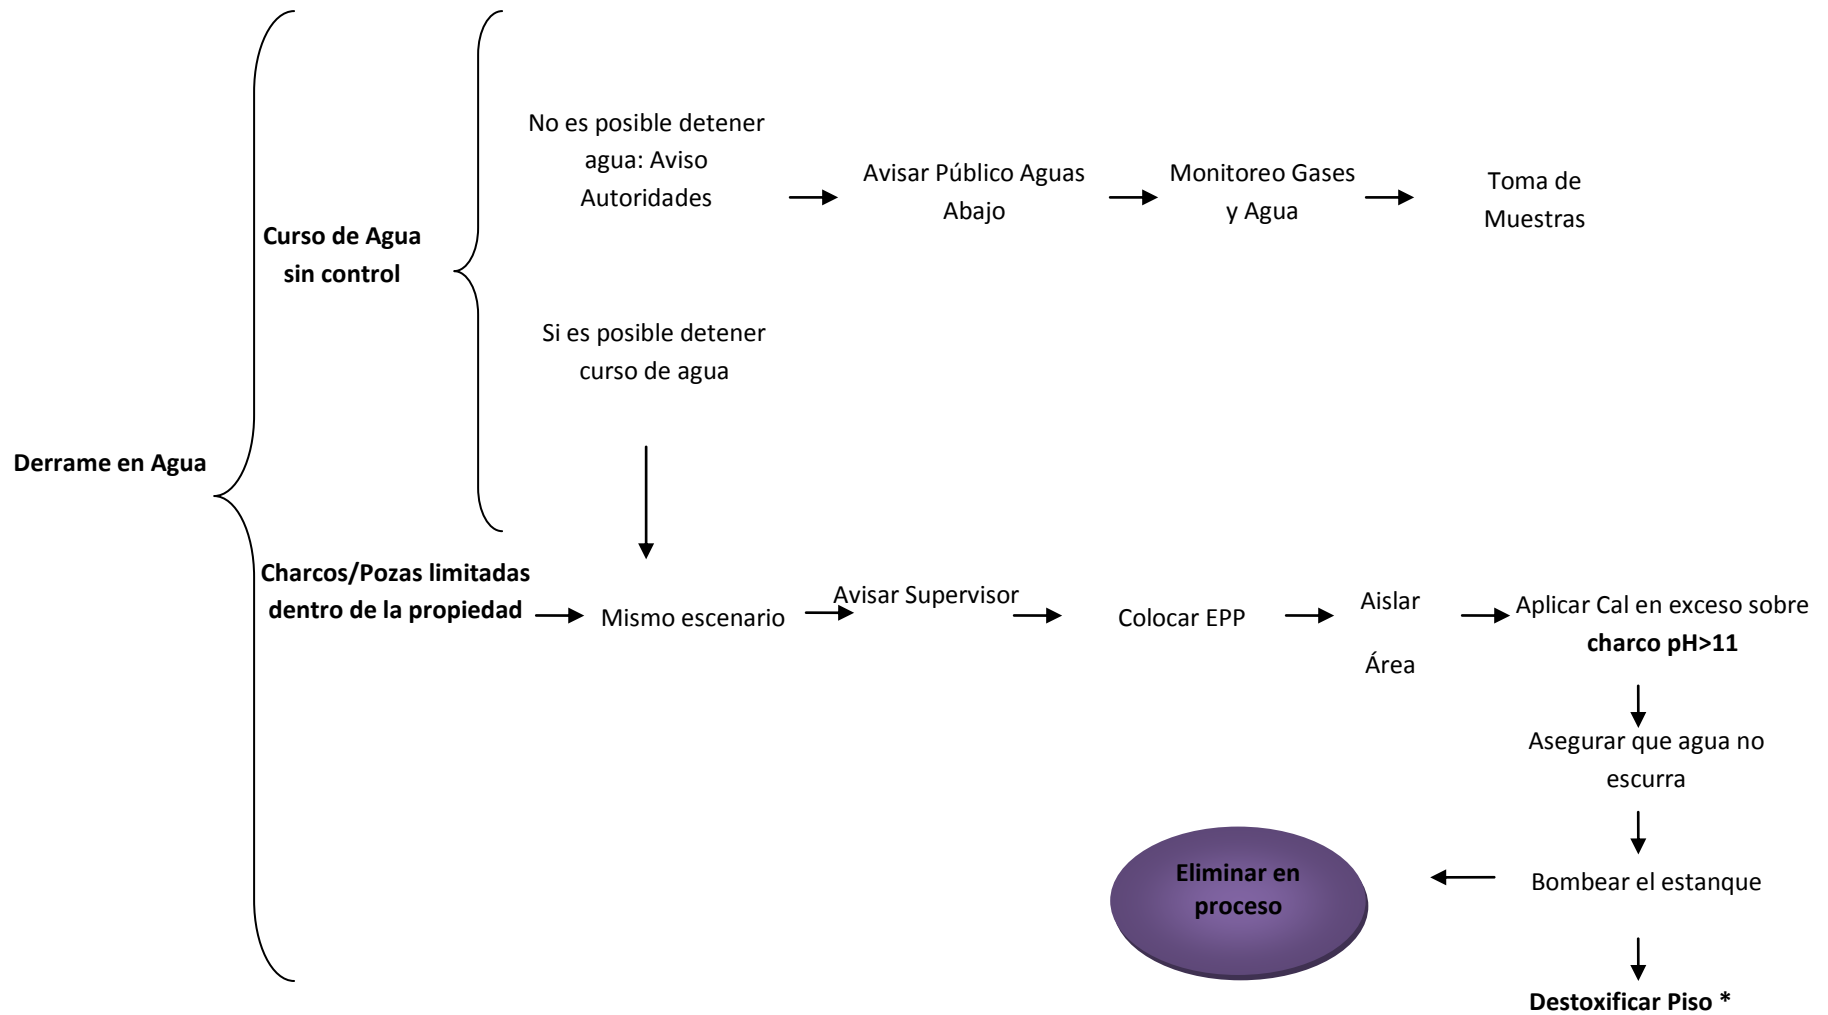 No es posible detener
agua: Aviso
Autoridades
Avisar Público Aguas
Abajo
Monitoreo Gases
y Agua
Toma de
Muestras
Curso de Agua
sin control
Si es posible detener
curso de agua
Derrame en Agua
Charcos/Pozas limitadas
dentro de la propiedad
Mismo escenario
Avisar Supervisor
Colocar EPP
Aislar
Área
Aplicar Cal en exceso sobre
charco pH>11
Asegurar que agua no
escurra
Bombear el estanque
Eliminar en
proceso
Destoxificar Piso *